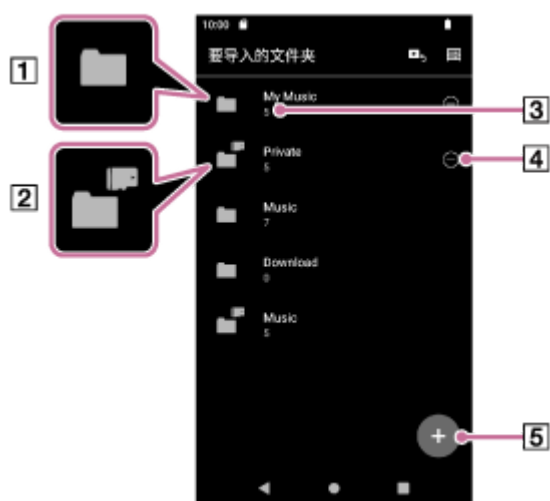 10:00
要导入的文件夹
1
My Music
5
3
2
Private
5
4
Music
7
Download
0
Music
5
+
5